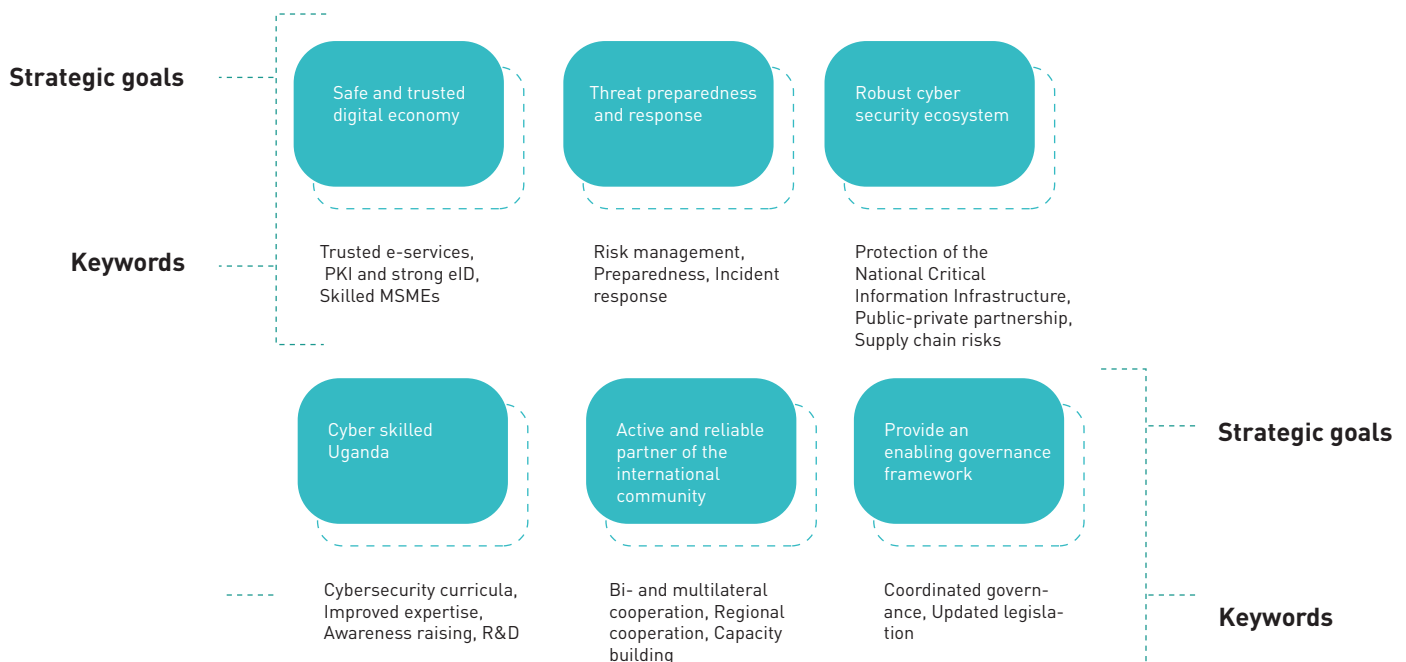 Strategic goals
Safe and trusted
digital economy
Threat preparedness
and response
Robust cyber
security ecosystem
Keywords
Trusted e-services,
PKI and strong eID,
Skilled MSMEs
Risk management,
Preparedness, Incident
response
Protection of the
National Critical
Information Infrastructure,
Public-private partnership,
Supply chain risks
Cyber skilled
Uganda
Active and reliable
partner of the
international
community
Provide an
enabling governance
framework
Strategic goals
Cybersecurity curricula,
Improved expertise,
Awareness raising, R&D
Bi- and multilateral
cooperation, Regional
cooperation, Capacity
building
Coordinated govern-
ance, Updated legisla-
tion
Keywords